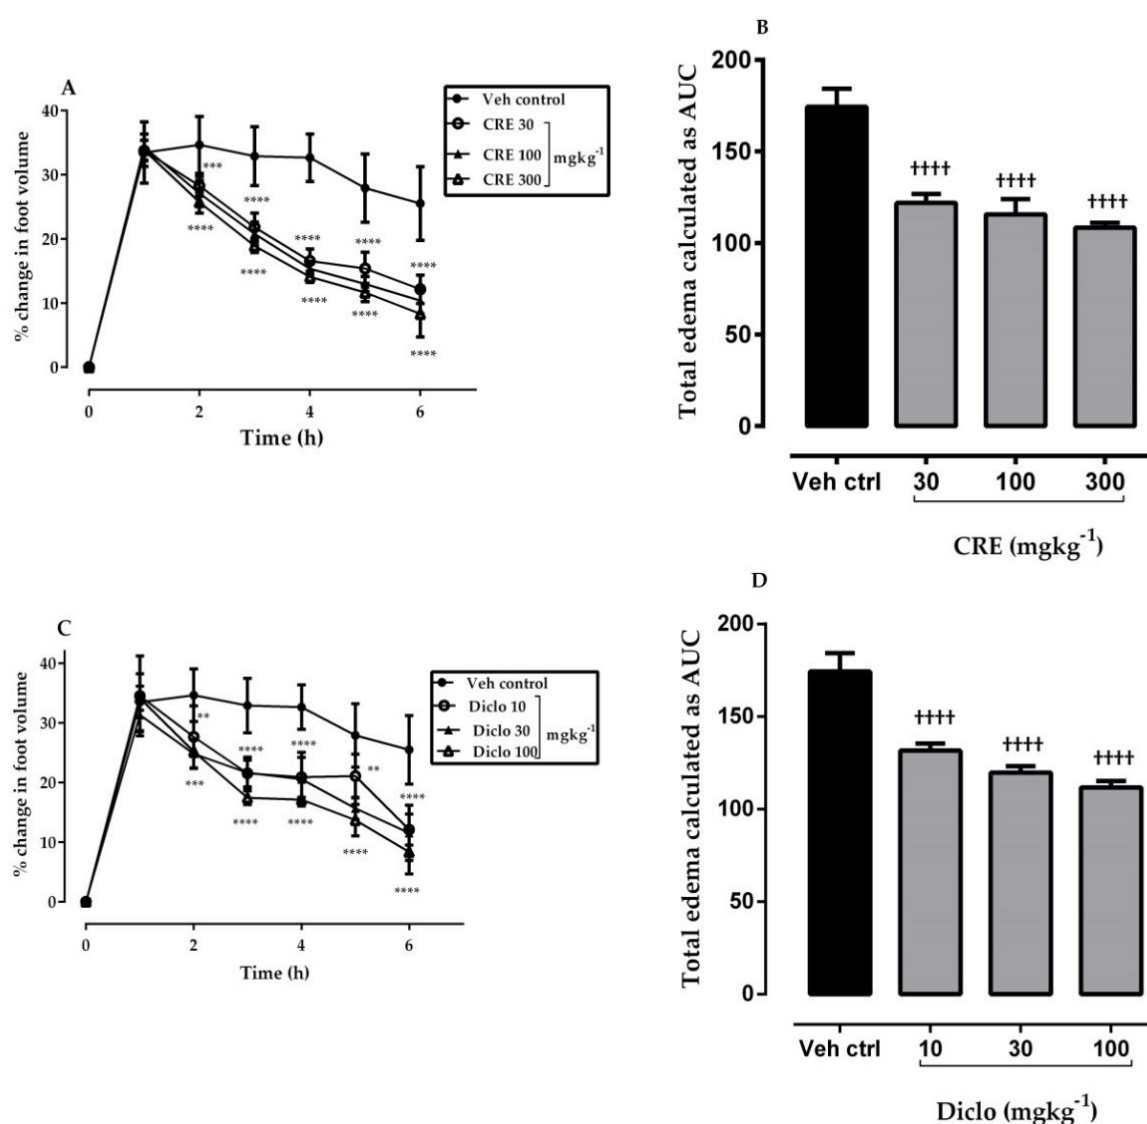 A
% change in foot volume
40
30
20
10
0
***
****
****
****
****
****
****
****
****
****
0 2 4 6
Time (h)
Veh control
CRE 30
CRE 100
CRE 300
mgkg-1
B
Total edema calculated as AUC
200
150
100
50
0
†††† †††† ††††
Veh ctrl 30 100 300
CRE (mgkg-1)
C
% change in foot volume
40
30
20
10
0
**
***
****
****
****
****
**
****
****
****
0 2 4 6
Time (h)
Veh control
Diclo 10
Diclo 30
Diclo 100
mgkg-1
D
Total edema calculated as AUC
200
150
100
50
0
†††† †††† ††††
Veh ctrl 10 30 100
Diclo (mgkg-1)